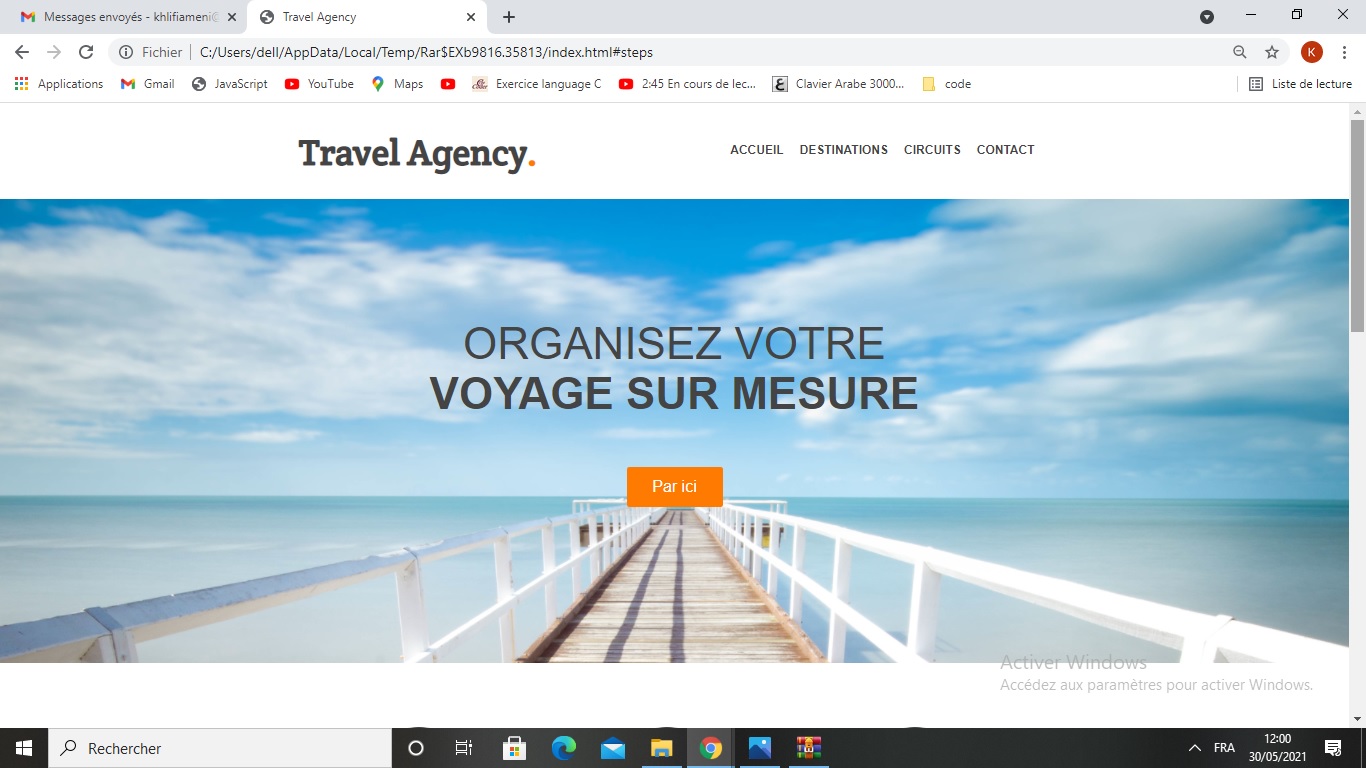 Messages envoyés - khlifiameni@
Travel Agency
Fichier
C:/Users/dell/AppData/Local/Temp/Rar$EXb9816.35813/index.html#steps
K
Applications
Gmail
JavaScript
YouTube
Maps
Exercice language C
2:45 En cours de lec...
Clavier Arabe 3000...
code
Liste de lecture
Travel Agency.
ACCUEIL DESTINATIONS CIRCUITS CONTACT
ORGANISEZ VOTRE
VOYAGE SUR MESURE
Par ici
Activer Windows
Accédez aux paramètres pour activer Windows.
Rechercher
FRA
12:00
30/05/2021